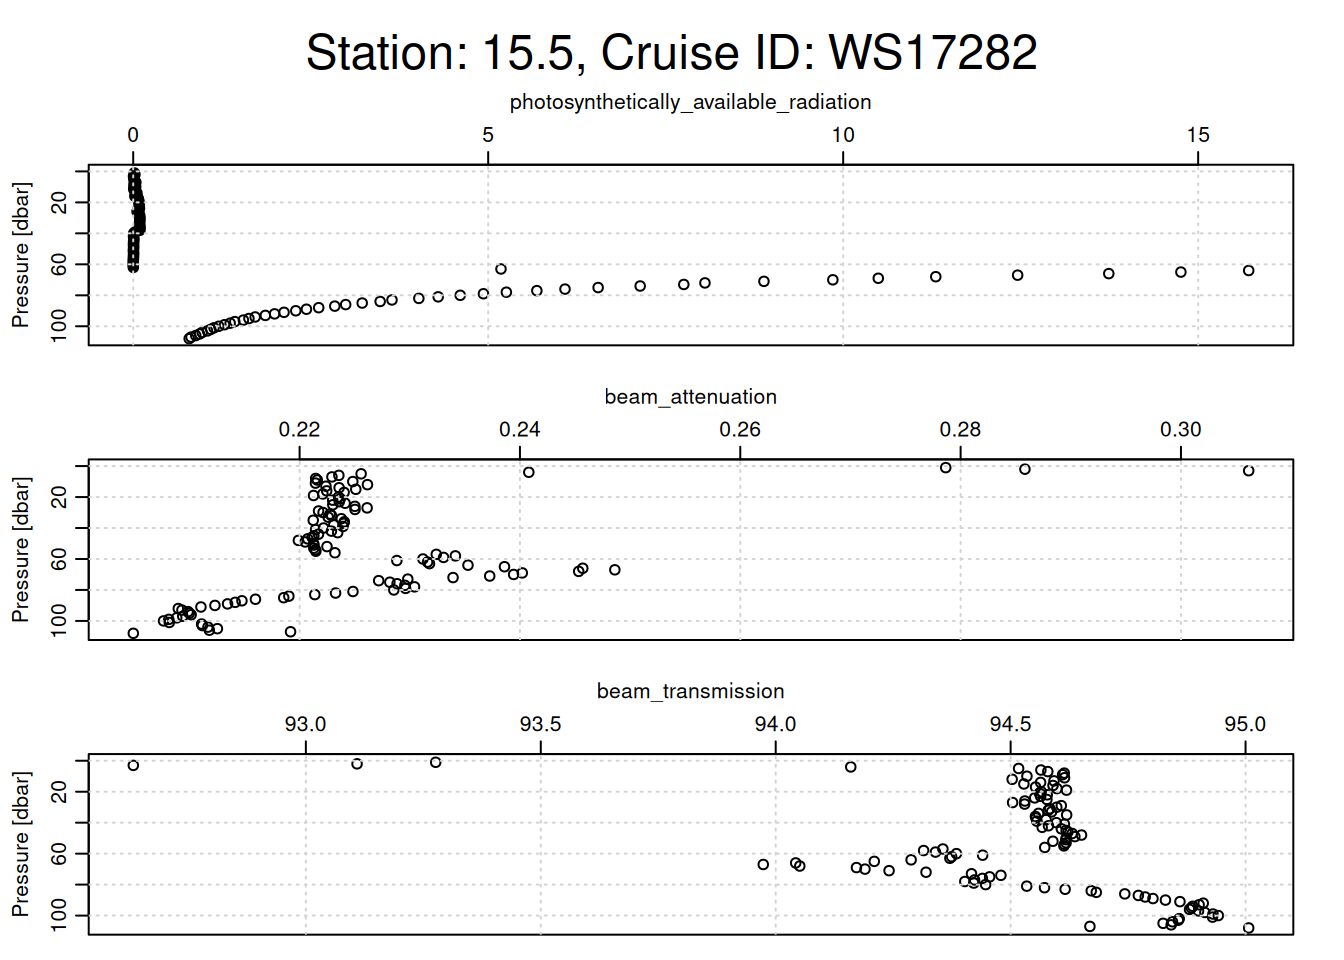 Station: 15.5, Cruise ID: WS17282
photosynthetically_available_radiation
0 5 10 15
Pressure [dbar]
20
60
100
beam_attenuation
0.22 0.24 0.26 0.28 0.30
Pressure [dbar]
20
60
100
beam_transmission
93.0 93.5 94.0 94.5 95.0
Pressure [dbar]
20
60
100